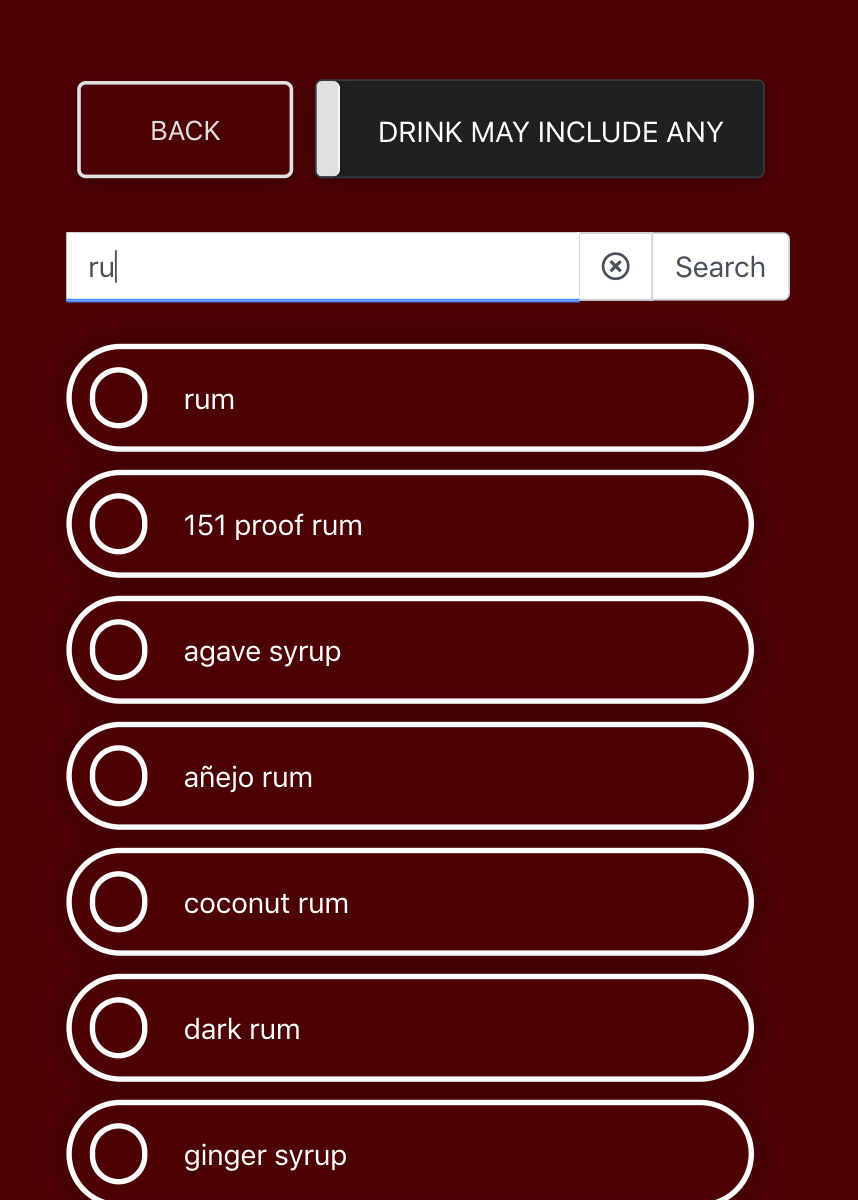 BACK
DRINK MAY INCLUDE ANY
ru
Search
rum
151 proof rum
agave syrup
añejo rum
coconut rum
dark rum
ginger syrup